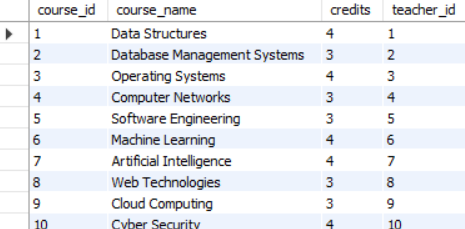 course_id course_name credits teacher_id
1 Data Structures 4 1
2 Database Management Systems 3 2
3 Operating Systems 4 3
4 Computer Networks 3 4
5 Software Engineering 3 5
6 Machine Learning 4 6
7 Artificial Intelligence 4 7
8 Web Technologies 3 8
9 Cloud Computing 3 9
10 Cyber Security 4 10